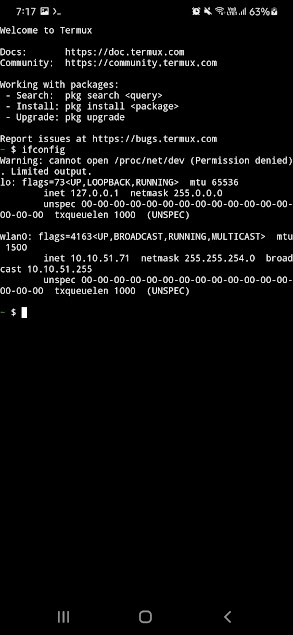 7:17
63%
Welcome to Termux
Docs:       https://doc.termux.com
Community:  https://community.termux.com
Working with packages:
 - Search:  pkg search <query>
 - Install: pkg install <package>
 - Upgrade: pkg upgrade
Report issues at https://bugs.termux.com
~ $ ifconfig
Warning: cannot open /proc/net/dev (Permission denied)
. Limited output.
lo: flags=73<UP,LOOPBACK,RUNNING>  mtu 65536
        inet 127.0.0.1  netmask 255.0.0.0
        unspec 00-00-00-00-00-00-00-00-00-00-00-00-00-
00-00-00  txqueuelen 1000  (UNSPEC)
wlan0: flags=4163<UP,BROADCAST,RUNNING,MULTICAST>  mtu
 1500
        inet 10.10.51.71  netmask 255.255.254.0  broad
cast 10.10.51.255
        unspec 00-00-00-00-00-00-00-00-00-00-00-00-00-
00-00-00  txqueuelen 1000  (UNSPEC)
~ $